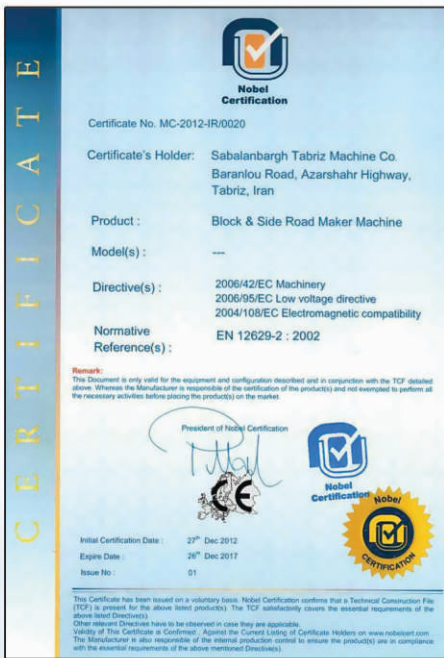 CERTIFICATE
Nobel
Certification
Certificate No. MC-2012-IR/0020
Certificate's Holder: Sabalanbargh Tabriz Machine Co.
Baranlou Road, Azarshahr Highway,
Tabriz, Iran
Product : Block & Side Road Maker Machine
Model(s) : ---
Directive(s) : 2006/42/EC Machinery
2006/95/EC Low voltage directive
2004/108/EC Electromagnetic compatibility
Normative
Reference(s) : EN 12629-2 : 2002
Remark:
This Document is only valid for the equipment and configuration described and in conjunction with the TCF detailed
above. Whereas the Manufacturer is responsible of the certification of the product(s) and not exempted to perform all
the necessary activities before placing the product(s) on the market.
President of Nobel Certification
CE
Nobel
Certification
Nobel
CERTIFICATION
Initial Certification Date : 27th Dec 2012
Expire Date : 26th Dec 2017
Issue No : 01
This Certificate has been issued on a voluntary basis. Nobel Certification confirms that a Technical Construction File
(TCF) is present for the above listed product(s). The TCF satisfactorily covers the essential requirements of the
above listed Directive(s).
Other relevant Directives have to be observed in case they are applicable.
Validity of This Certificate is Confirmed , Against the Current Listing of Certificate Holders on www.nobelcert.com
The Manufacturer is also responsible of the internal production control to ensure the product(s) are in compliance
with the essential requirements of the above mentioned Directive(s).